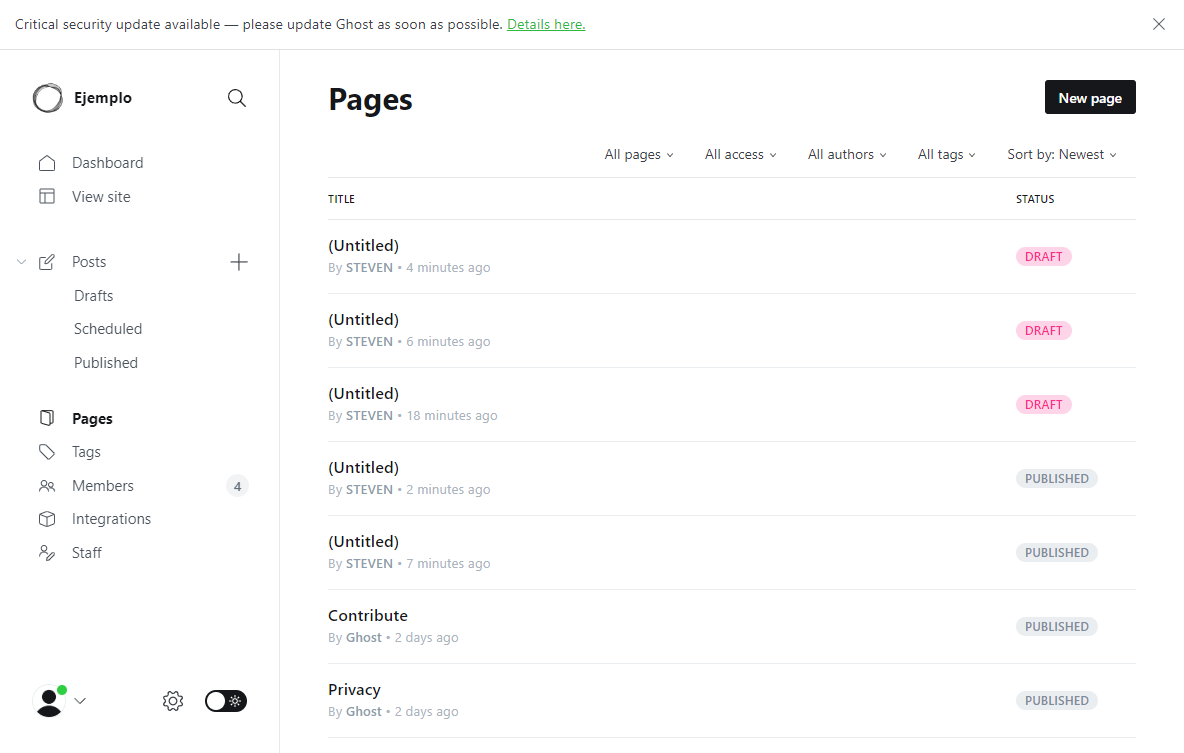 Critical security update available — please update Ghost as soon as possible. Details here.
Ejemplo
Dashboard
View site
Posts
Drafts
Scheduled
Published
Pages
Tags
Members 4
Integrations
Staff
Pages
New page
All pages All access All authors All tags Sort by: Newest
TITLE STATUS
(Untitled)
By STEVEN • 4 minutes ago
DRAFT
(Untitled)
By STEVEN • 6 minutes ago
DRAFT
(Untitled)
By STEVEN • 18 minutes ago
DRAFT
(Untitled)
By STEVEN • 2 minutes ago
PUBLISHED
(Untitled)
By STEVEN • 7 minutes ago
PUBLISHED
Contribute
By Ghost • 2 days ago
PUBLISHED
Privacy
By Ghost • 2 days ago
PUBLISHED